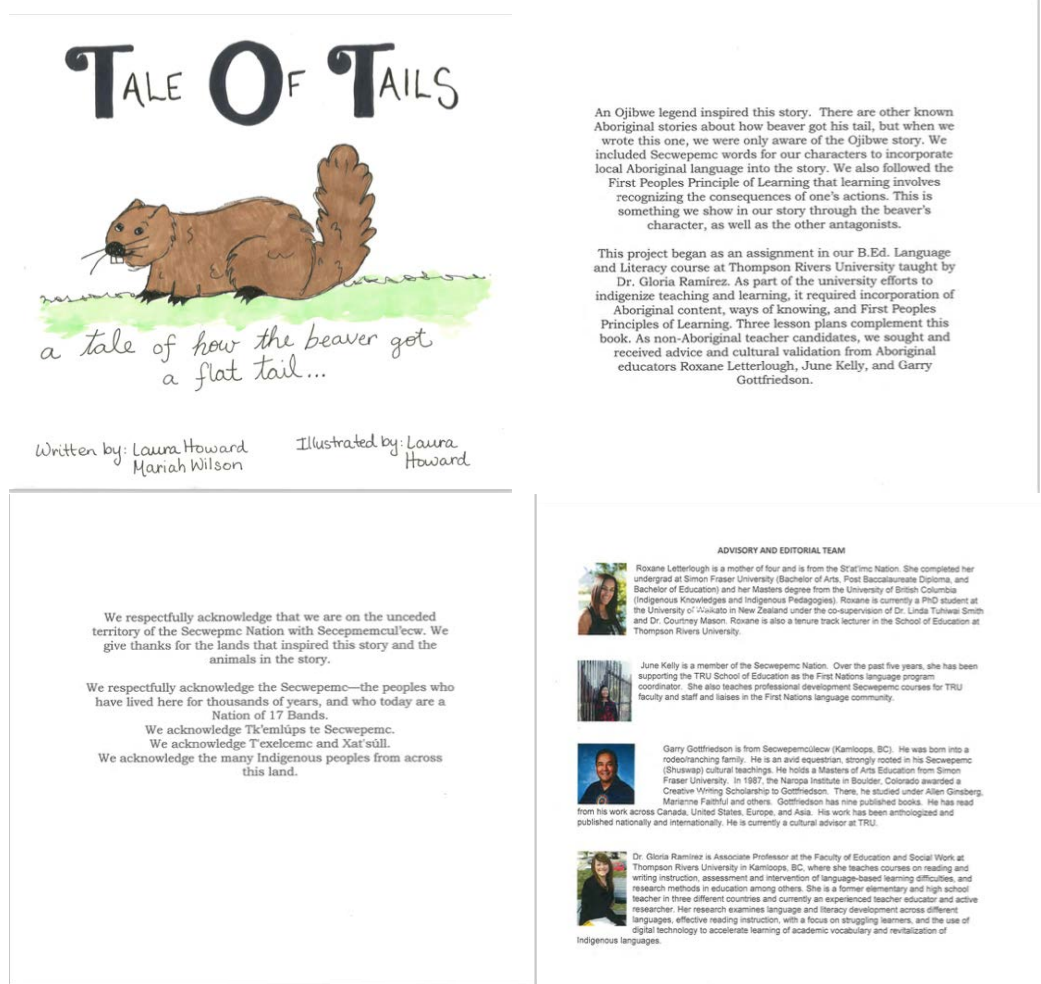 TALE OF TAILS
a tale of how the beaver got
a flat tail...
Written by: Laura Howard
Mariah Wilson
Illustrated by: Laura
Howard
An Ojibwe legend inspired this story. There are other known
Aboriginal stories about how beaver got his tail, but when we
wrote this one, we were only aware of the Ojibwe story. We
included Secwepemc words for our characters to incorporate
local Aboriginal language into the story. We also followed the
First Peoples Principle of Learning that learning involves
recognizing the consequences of one's actions. This is
something we show in our story through the beaver's
character, as well as the other antagonists.
This project began as an assignment in our B.Ed. Language
and Literacy course at Thompson Rivers University taught by
Dr. Gloria Ramírez. As part of the university efforts to
indigenize teaching and learning, it required incorporation of
Aboriginal content, ways of knowing, and First Peoples
Principles of Learning. Three lesson plans complement this
book. As non-Aboriginal teacher candidates, we sought and
received advice and cultural validation from Aboriginal
educators Roxane Letterlough, June Kelly, and Garry
Gottfriedson.
We respectfully acknowledge that we are on the unceded
territory of the Secwepmc Nation with Secepmemcul'ecw. We
give thanks for the lands that inspired this story and the
animals in the story.
We respectfully acknowledge the Secwepemc—the peoples who
have lived here for thousands of years, and who today are a
Nation of 17 Bands.
We acknowledge Tk'emlúps te Secwepemc.
We acknowledge T'exelcemc and Xat'súll.
We acknowledge the many Indigenous peoples from across
this land.
ADVISORY AND EDITORIAL TEAM
Roxane Letterlough is a mother of four and is from the St'at'imc Nation. She completed her
undergrad at Simon Fraser University (Bachelor of Arts, Post Baccalaureate Diploma, and
Bachelor of Education) and her Masters degree from the University of British Columbia
(Indigenous Knowledges and Indigenous Pedagogies). Roxane is currently a PhD student at
the University of Waikato in New Zealand under the co-supervision of Dr. Linda Tuhiwai Smith
and Dr. Courtney Mason. Roxane is also a tenure track lecturer in the School of Education at
Thompson Rivers University.
June Kelly is a member of the Secwepemc Nation. Over the past five years, she has been
supporting the TRU School of Education as the First Nations language program
coordinator. She also teaches professional development Secwepemc courses for TRU
faculty and staff and liaises in the First Nations language community.
Garry Gottfriedson is from Secwepemcúlecw (Kamloops, BC). He was born into a
rodeo/ranching family. He is an avid equestrian, strongly rooted in his Secwepemc
(Shuswap) cultural teachings. He holds a Masters of Arts Education from Simon
Fraser University. In 1987, the Naropa Institute in Boulder, Colorado awarded a
Creative Writing Scholarship to Gottfriedson. There, he studied under Allen Ginsberg,
Marianne Faithful and others. Gottfriedson has nine published books. He has read
from his work across Canada, United States, Europe, and Asia. His work has been anthologized and
published nationally and internationally. He is currently a cultural advisor at TRU.
Dr. Gloria Ramirez is Associate Professor at the Faculty of Education and Social Work at
Thompson Rivers University in Kamloops, BC, where she teaches courses on reading and
writing instruction, assessment and intervention of language-based learning difficulties, and
research methods in education among others. She is a former elementary and high school
teacher in three different countries and currently an experienced teacher educator and active
researcher. Her research examines language and literacy development across different
languages, effective reading instruction, with a focus on struggling learners, and the use of
digital technology to accelerate learning of academic vocabulary and revitalization of
Indigenous languages.